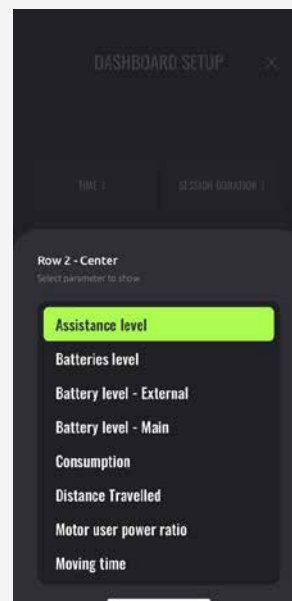 DASHBOARD SETUP
TIME
SESSION DURATION
Row 2 - Center
Select parameter to show
Assistance level
Batteries level
Battery level - External
Battery level - Main
Consumption
Distance Travelled
Motor user power ratio
Moving time